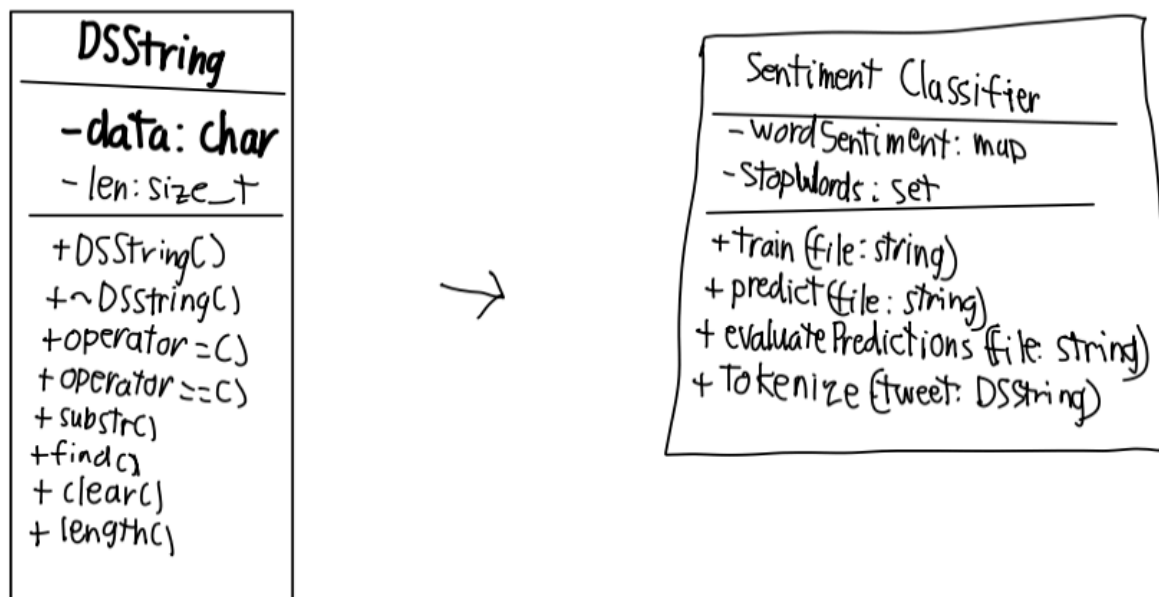 DSString
-data: char
-len: size_t
+DSString()
+~DSString()
+operator=()
+operator==()
+substr()
+find()
+clear()
+length()
Sentiment Classifier
-wordSentiment: map
-StopWords: set
+train(file: string)
+predict(file: string)
+evaluatePredictions(file: string)
+Tokenize(tweet: DSString)